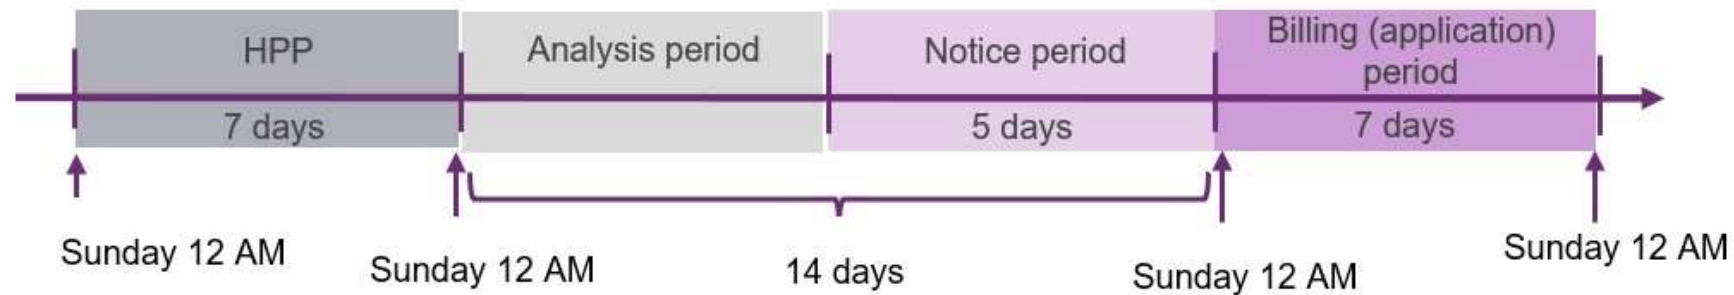 HPP
Analysis period
Notice period
Billing (application)
period
7 days
5 days
7 days
Sunday 12 AM
Sunday 12 AM
14 days
Sunday 12 AM
Sunday 12 AM